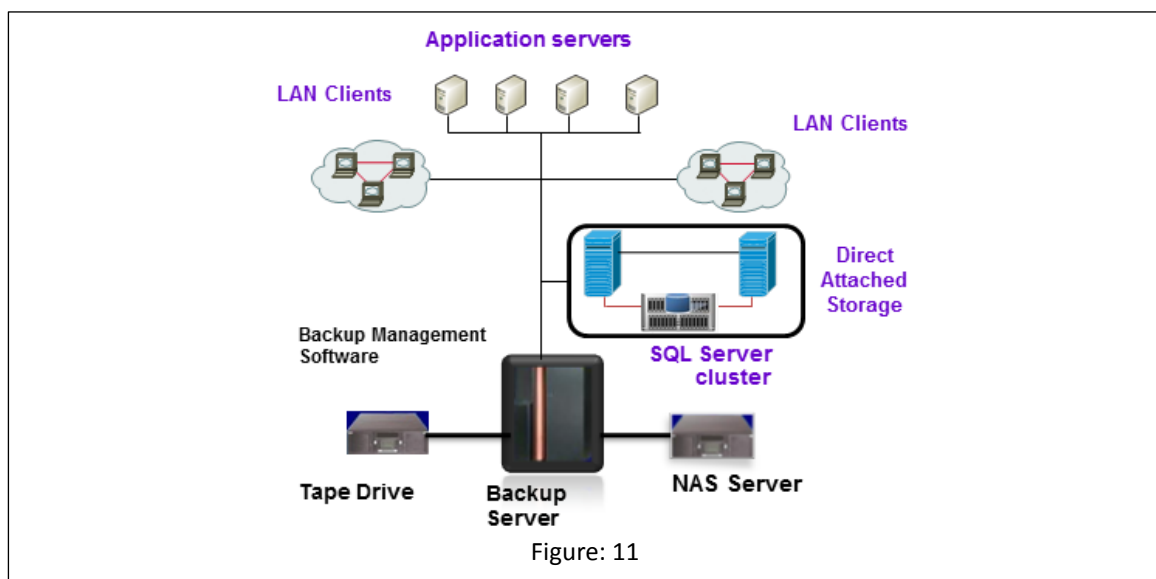 Application servers
LAN Clients
LAN Clients
Direct
Attached
Storage
Backup Management
Software
SQL Server
cluster
Tape Drive
Backup
Server
NAS Server
Figure: 11